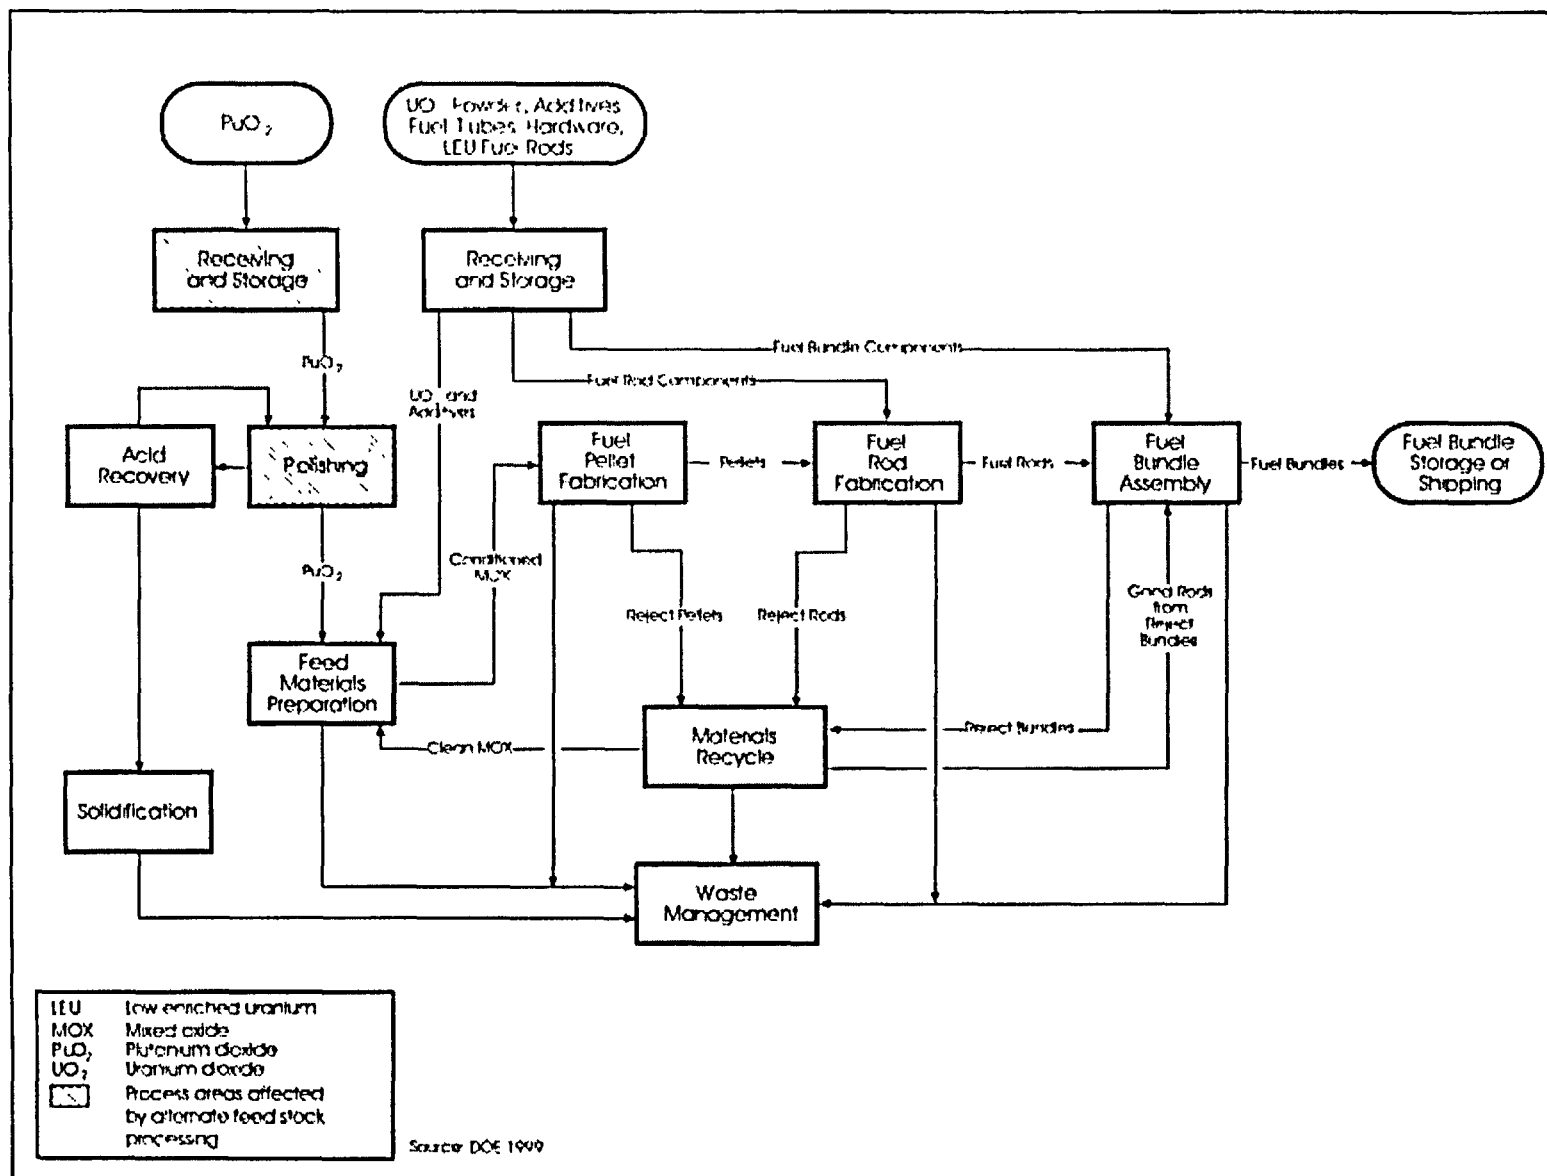 PuO₂
UO Powder, Additives
Fuel Tubes, Hardware,
LEU Fuel Rods
Receiving
and Storage
Receiving
and Storage
PuO₂
Fuel Bundle Components
Fuel Rod Components
UO and
Additives
Acid
Recovery
Polishing
Fuel
Pellet
Fabrication
Pellets
Fuel
Rod
Fabrication
Fuel Rods
Fuel
Bundle
Assembly
Fuel Bundles
Fuel Bundle
Storage or
Shipping
PuO₂
Conditioned
MOX
Reject Pellets
Reject Rods
Good Rods
from
Reject
Bundles
Feed
Materials
Preparation
Clean MOX
Materials
Recycle
Reject Bundles
Solidification
Waste
Management
LEU Low enriched uranium
MOX Mixed oxide
PuO₂ Plutonium dioxide
UO₂ Uranium dioxide
Process areas affected
by alternate feed stock
processing
Source: DOE 1999